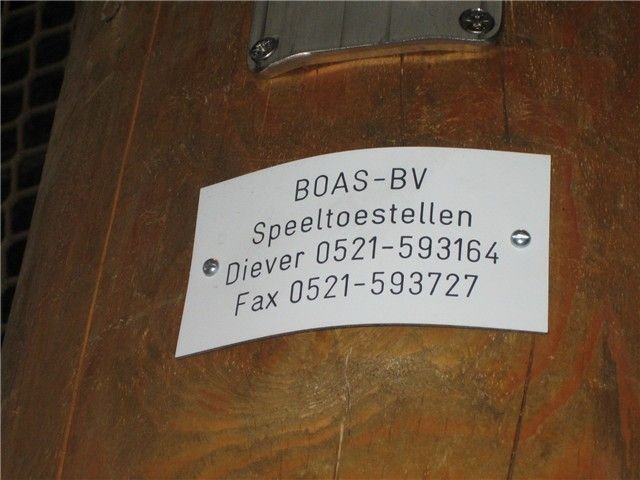 BOAS-BV
Speeltoestellen
Diever 0521-593164
Fax 0521-593727